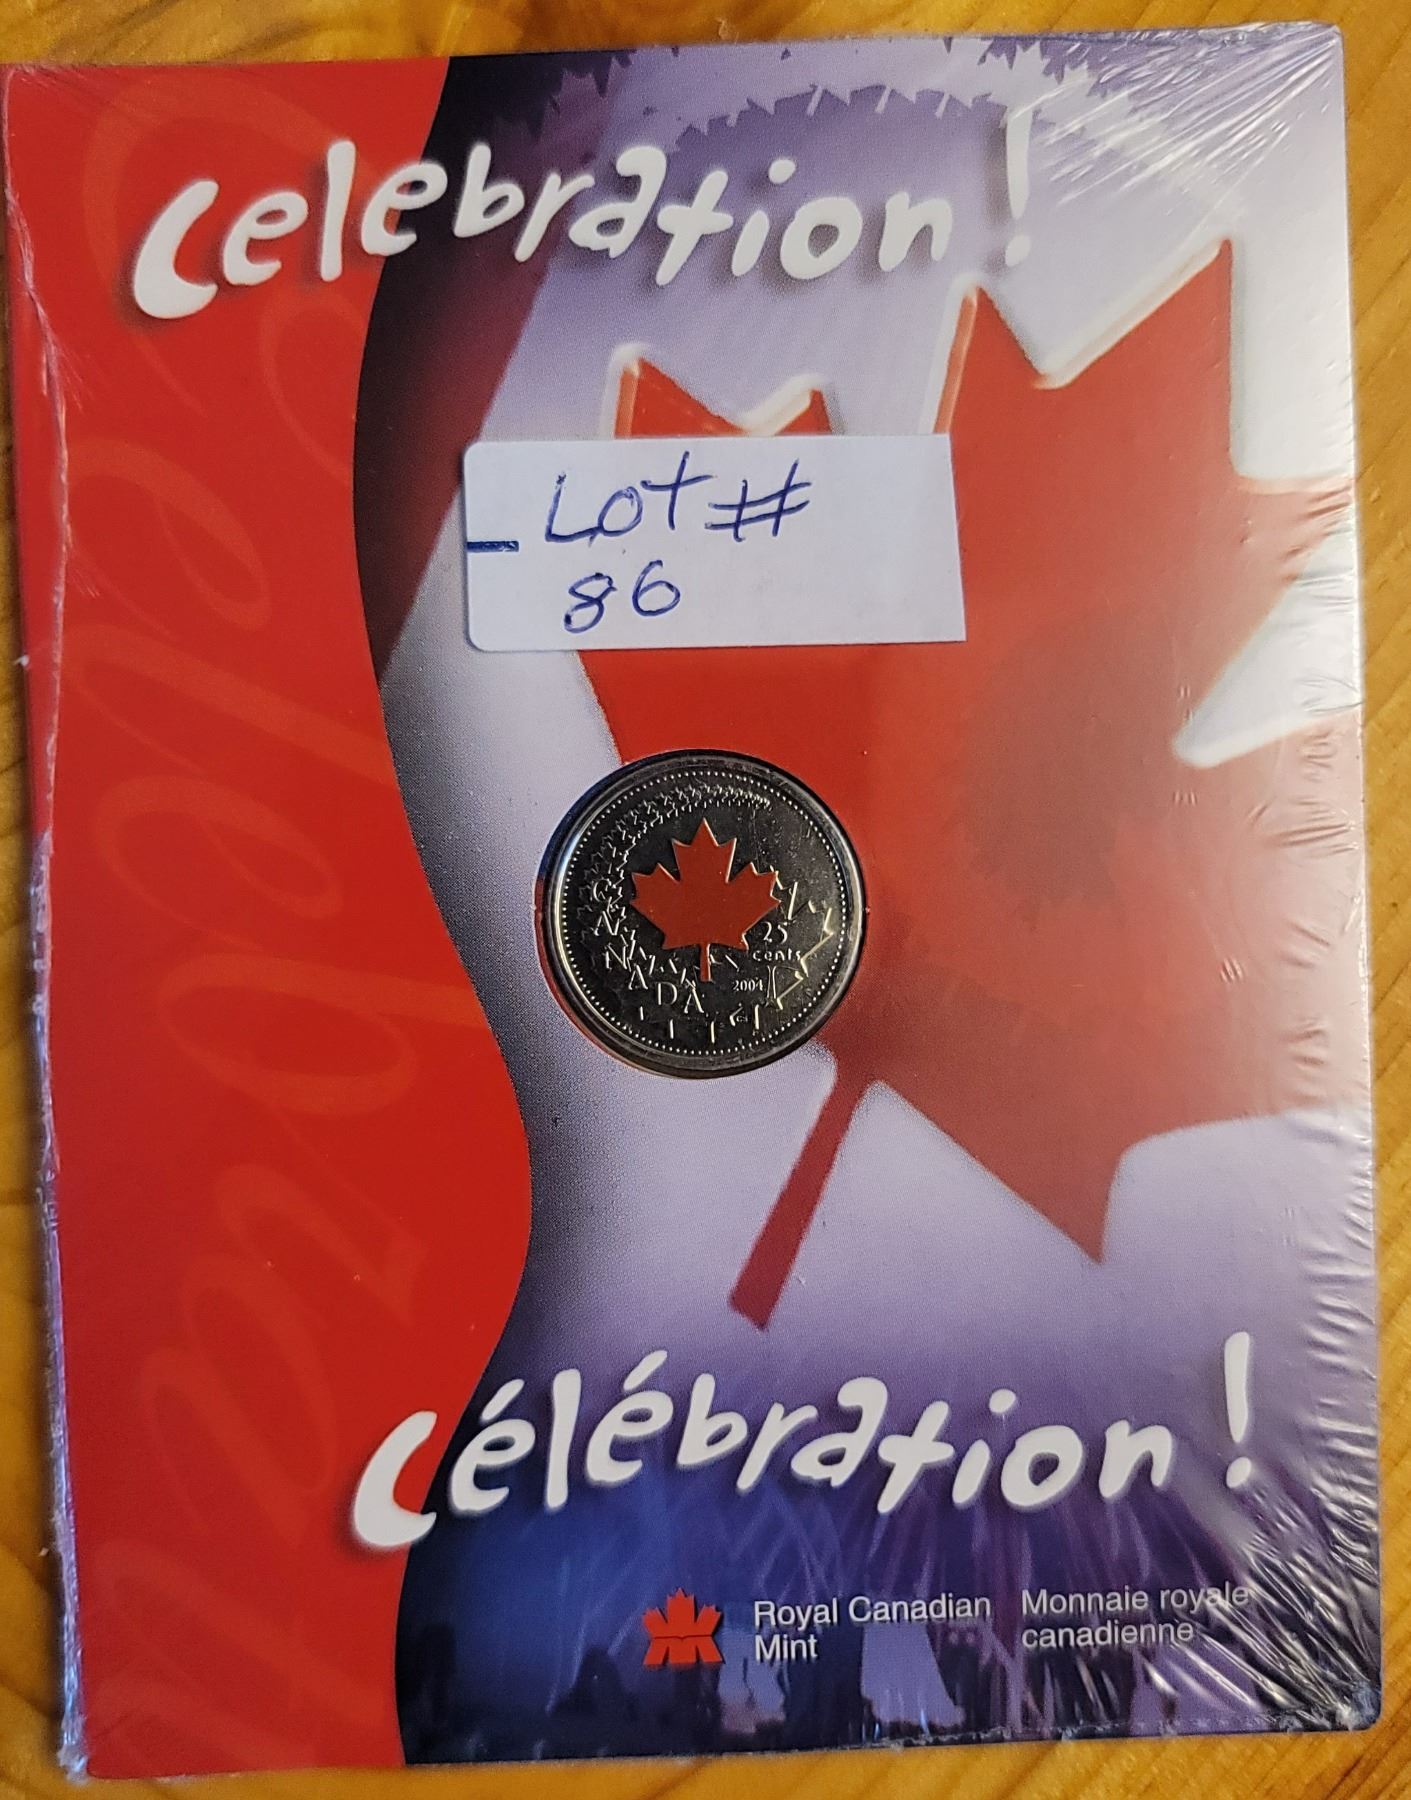 Celebration !
Lot #
86
CANADA
25
cents
2004
Célébration !
Royal Canadian
Mint
Monnaie royale
canadienne